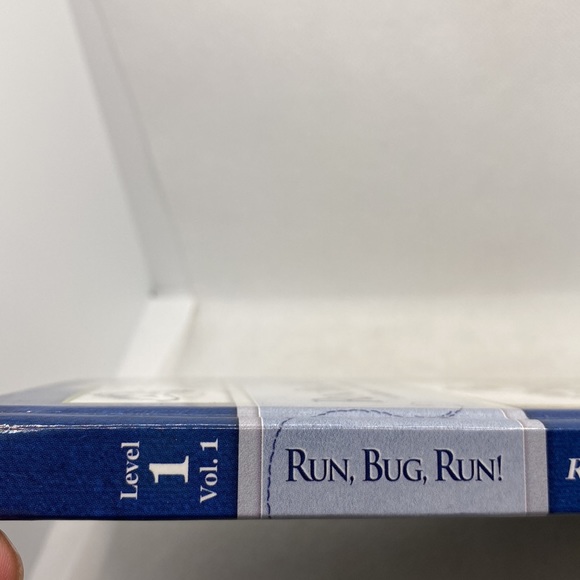 Level
1
Vol. 1
RUN, BUG, RUN!
R